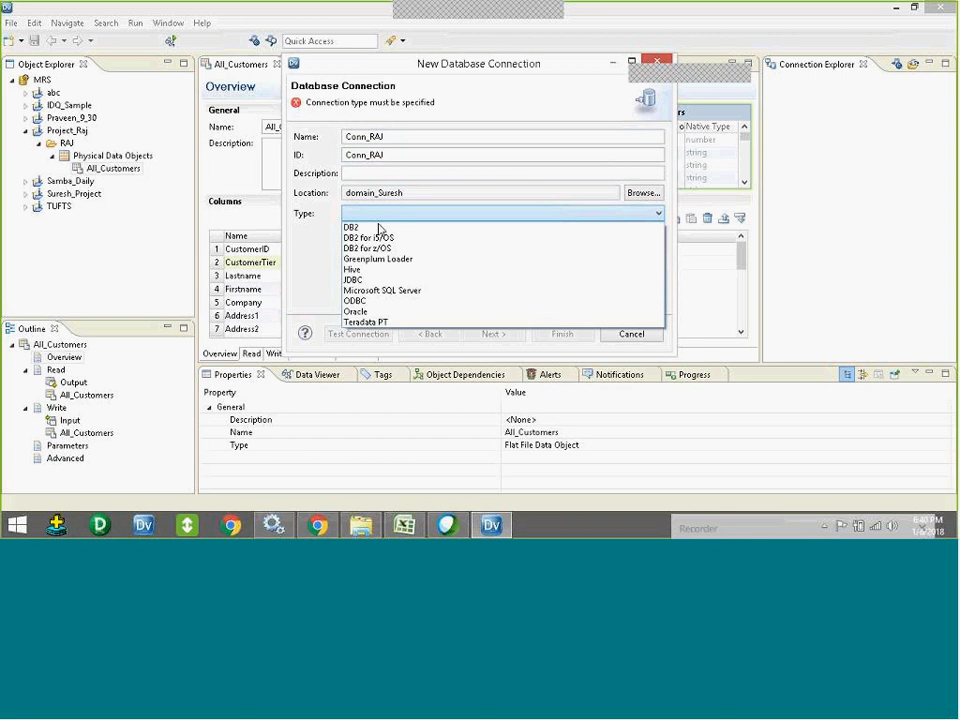 File Edit Navigate Search Run Window Help
Quick Access
Object Explorer
MRS
abc
IDQ_Sample
Praveen_9_30
Project_Raj
RAJ
Physical Data Objects
All_Customers
Samba_Daily
Suresh_Project
TUFTS
All_Customers
Overview
General
Name: All_
Description:
Columns
Name
1 CustomerID
2 CustomerTier
3 Lastname
4 Firstname
5 Company
6 Address1
7 Address2
Overview Read Writ
New Database Connection
Database Connection
Connection type must be specified
Name: Conn_RAJ
ID: Conn_RAJ
Description:
Location: domain_Suresh Browse...
Type:
DB2
DB2 for i5/OS
DB2 for z/OS
Greenplum Loader
Hive
JDBC
Microsoft SQL Server
ODBC
Oracle
Teradata PT
Test Connection < Back Next > Finish Cancel
rs
Native Type
number
string
string
string
Connection Explorer
Outline
All_Customers
Overview
Read
Output
All_Customers
Write
Input
All_Customers
Parameters
Advanced
Properties Data Viewer Tags Object Dependencies Alerts Notifications Progress
Property Value
General
Description <None>
Name All_Customers
Type Flat File Data Object
Dv Dv
Recorder
6:40 PM
1/6/2018